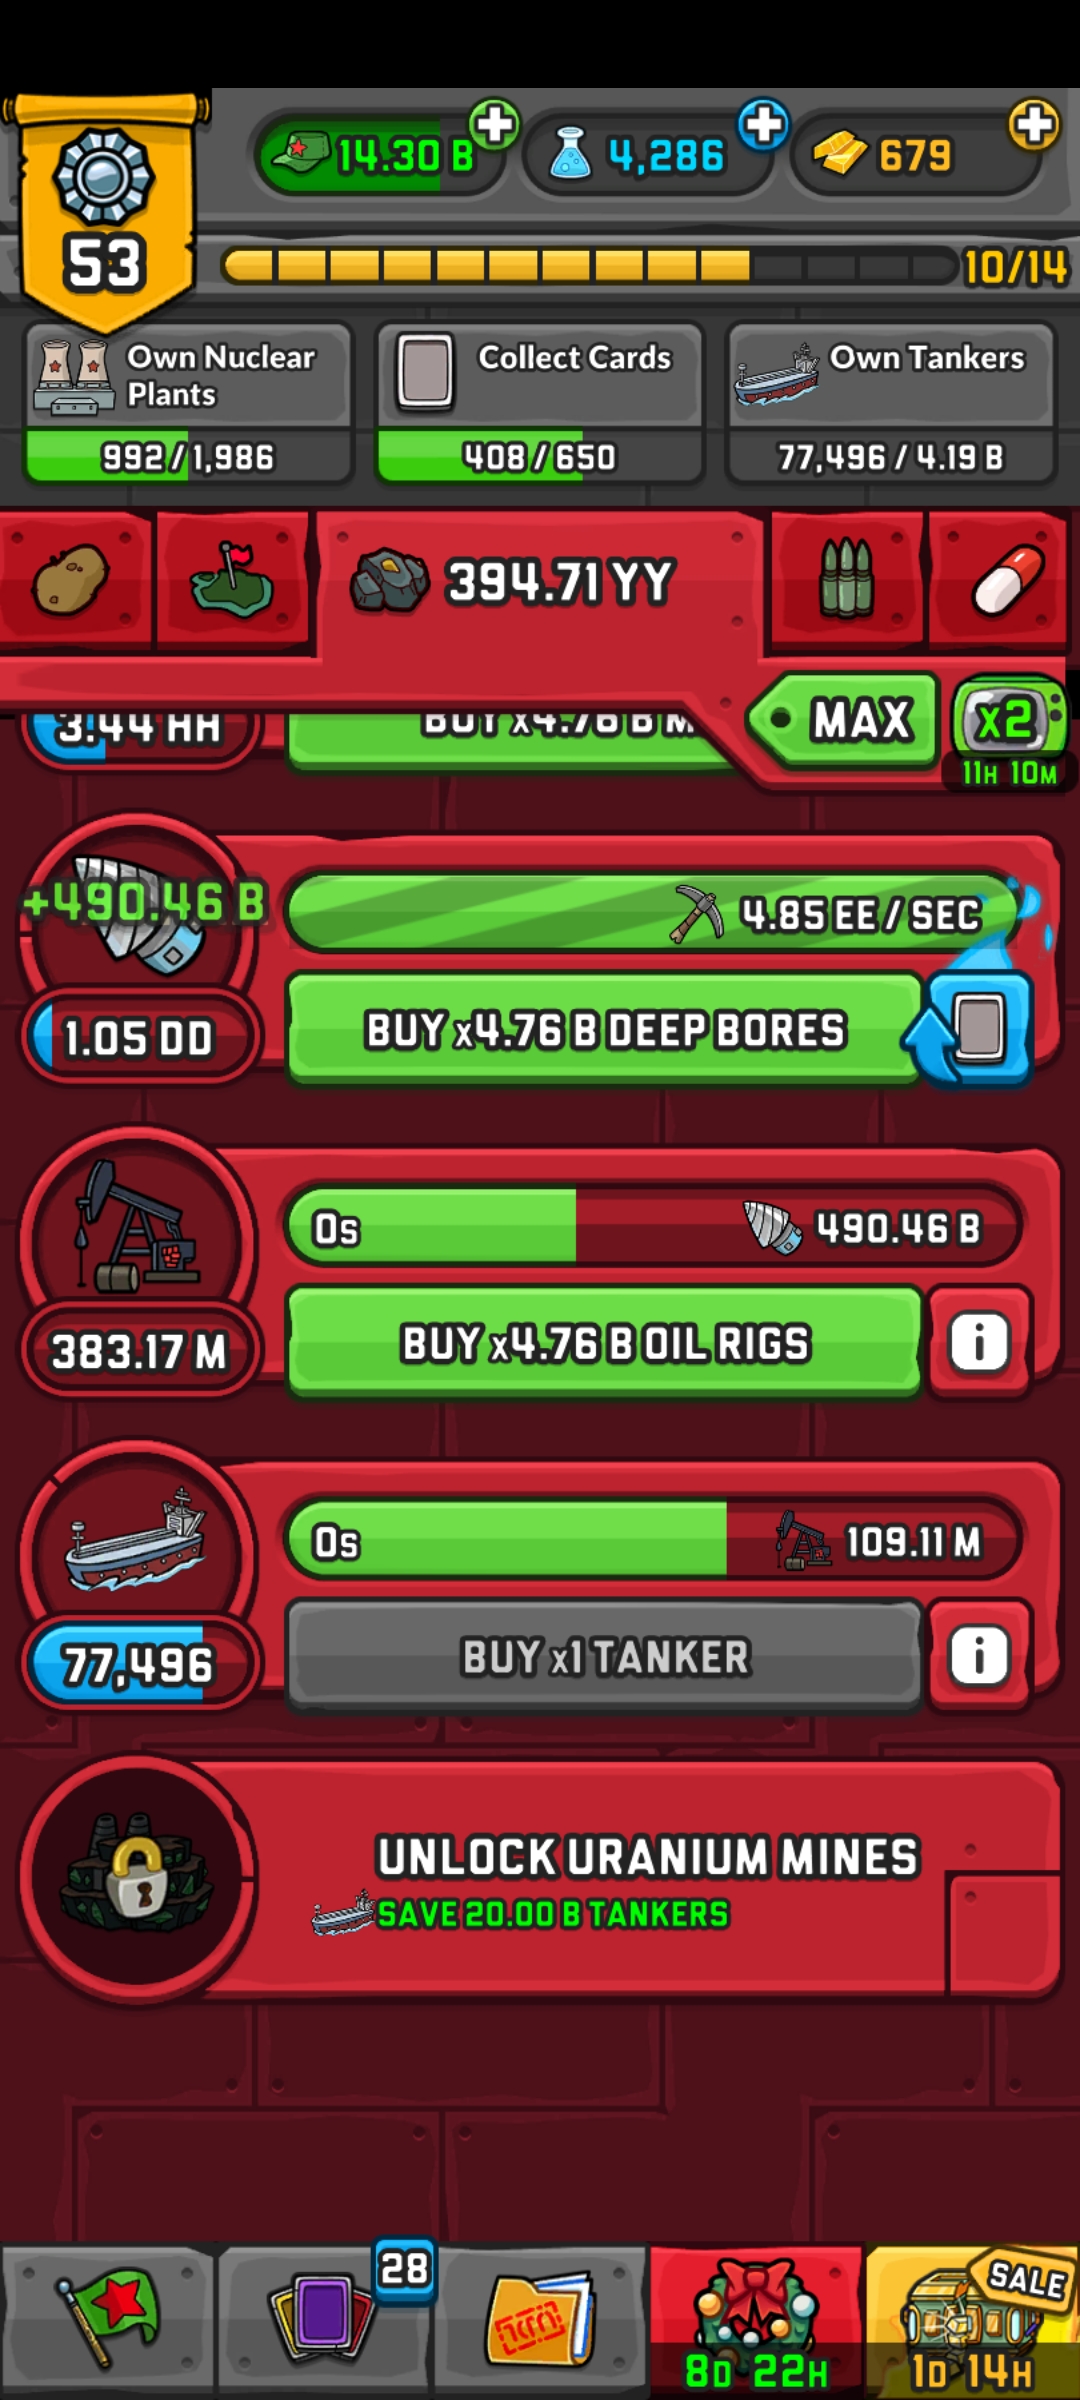 14.30 B
4,286
679
53
10/14
Own Nuclear
Plants
992/1,986
Collect Cards
408/650
Own Tankers
77,496/4.19 B
394.71 YY
MAX
x2
11H 10M
3.44 HH
BUY x4.76 B M
+490.46 B
4.85 EE / SEC
1.05 DD
BUY x4.76 B DEEP BORES
0s
490.46 B
383.17 M
BUY x4.76 B OIL RIGS
i
0s
109.11 M
77,496
BUY x1 TANKER
i
UNLOCK URANIUM MINES
SAVE 20.00 B TANKERS
28
SALE
8D 22H
1D 14H